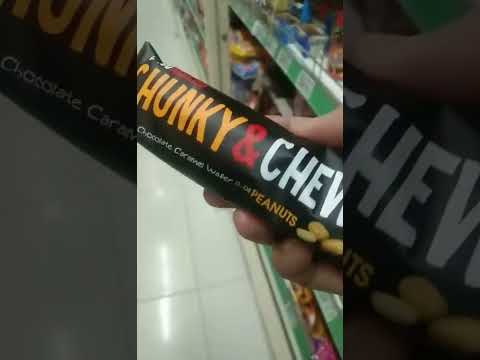 CHUNKY & CHEW
Chocolate Caramel Wafer
PEANUTS